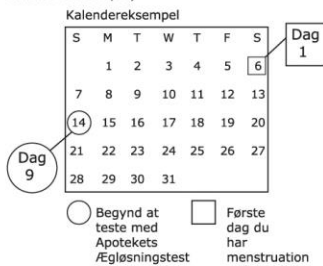 Kalendereksempel
S M T W T F S
1 2 3 4 5 6
7 8 9 10 11 12 13
14 15 16 17 18 19 20
21 22 23 24 25 26 27
28 29 30 31
Dag
1
Dag
9
Begynd at
teste med
Apotekets
Ægløsningstest
Første
dag du
har
menstruation